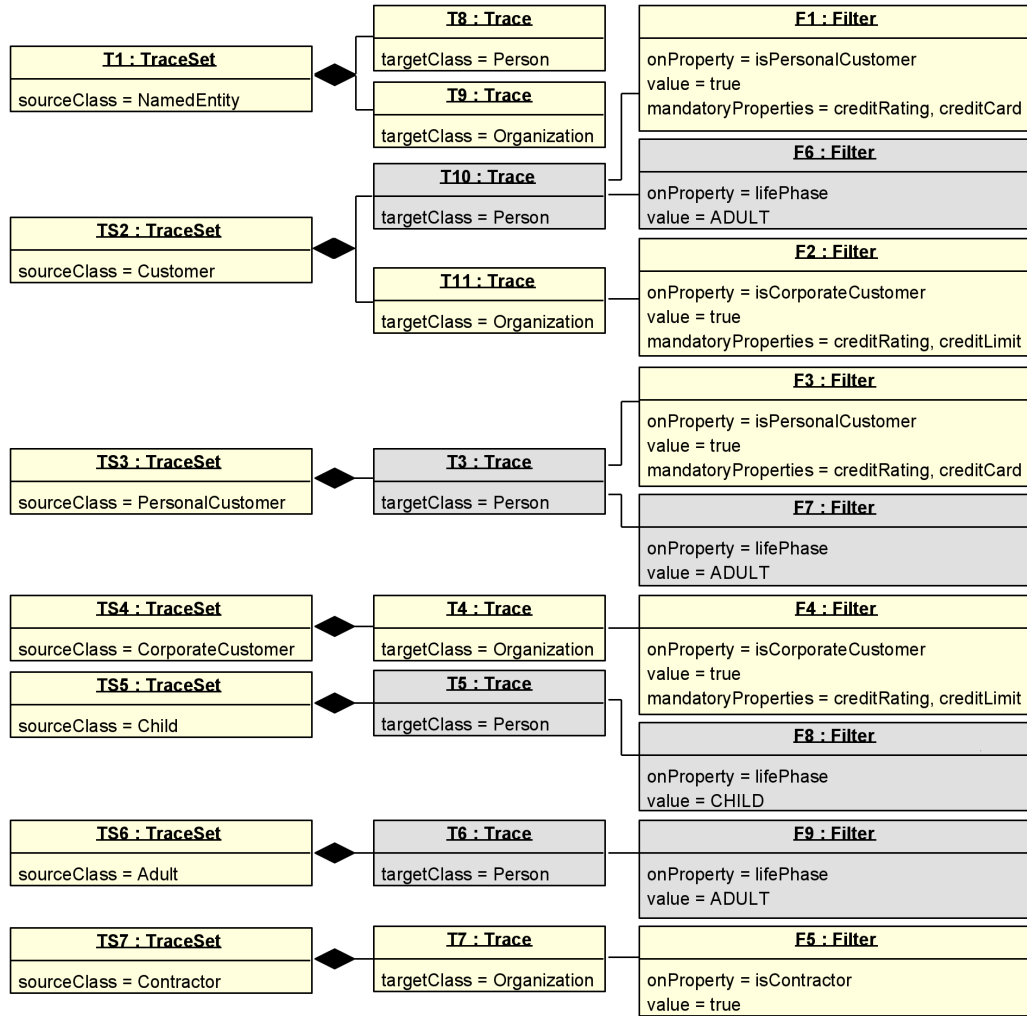 T1 : TraceSet
sourceClass = NamedEntity
T8 : Trace
targetClass = Person
T9 : Trace
targetClass = Organization
F1 : Filter
onProperty = isPersonalCustomer
value = true
mandatoryProperties = creditRating, creditCard
TS2 : TraceSet
sourceClass = Customer
T10 : Trace
targetClass = Person
F6 : Filter
onProperty = lifePhase
value = ADULT
T11 : Trace
targetClass = Organization
F2 : Filter
onProperty = isCorporateCustomer
value = true
mandatoryProperties = creditRating, creditLimit
TS3 : TraceSet
sourceClass = PersonalCustomer
T3 : Trace
targetClass = Person
F3 : Filter
onProperty = isPersonalCustomer
value = true
mandatoryProperties = creditRating, creditCard
F7 : Filter
onProperty = lifePhase
value = ADULT
TS4 : TraceSet
sourceClass = CorporateCustomer
T4 : Trace
targetClass = Organization
F4 : Filter
onProperty = isCorporateCustomer
value = true
mandatoryProperties = creditRating, creditLimit
TS5 : TraceSet
sourceClass = Child
T5 : Trace
targetClass = Person
F8 : Filter
onProperty = lifePhase
value = CHILD
TS6 : TraceSet
sourceClass = Adult
T6 : Trace
targetClass = Person
F9 : Filter
onProperty = lifePhase
value = ADULT
TS7 : TraceSet
sourceClass = Contractor
T7 : Trace
targetClass = Organization
F5 : Filter
onProperty = isContractor
value = true